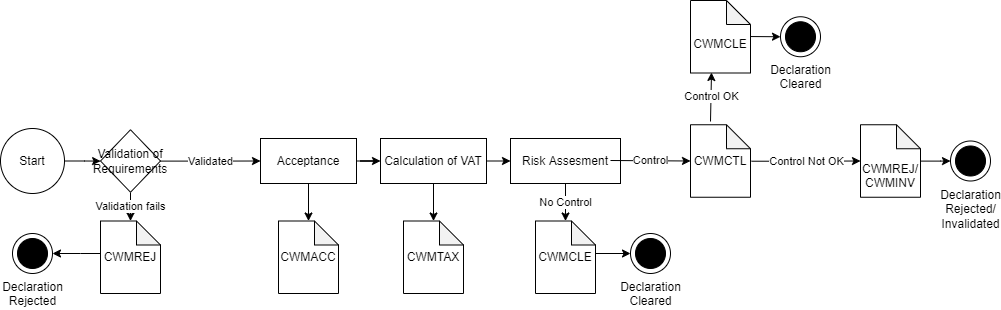 CWMCLE
Declaration
Cleared
Control OK
Start
Validation of
Requirements
Validated
Acceptance
Calculation of VAT
Risk Assesment
Control
CWMCTL
Control Not OK
CWMREJ/
CWMINV
Declaration
Rejected/
Invalidated
Validation fails
No Control
CWMREJ
Declaration
Rejected
CWMACC
CWMTAX
CWMCLE
Declaration
Cleared